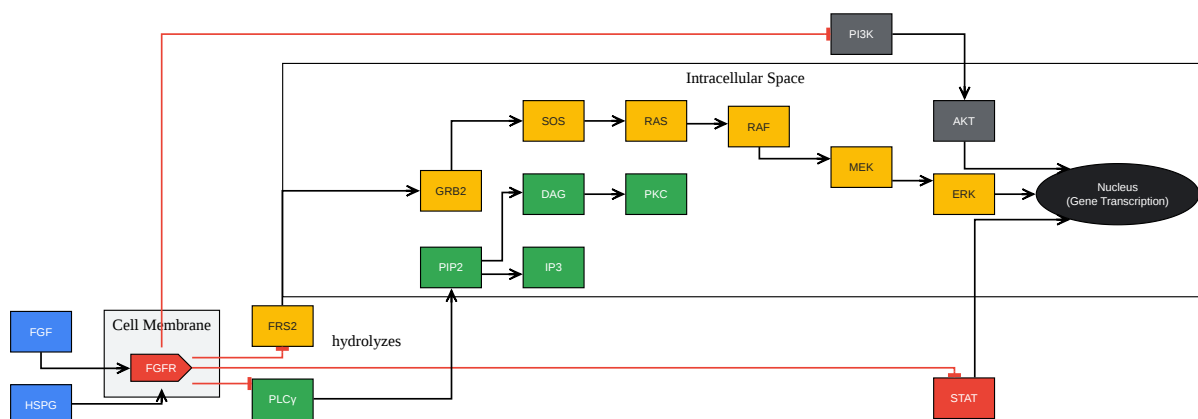 PI3K
Intracellular Space
SOS
RAS
RAF
AKT
MEK
GRB2
DAG
PKC
ERK
Nucleus
(Gene Transcription)
PIP2
IP3
FGF
Cell Membrane
FRS2
hydrolyzes
FGFR
HSPG
PLCγ
STAT